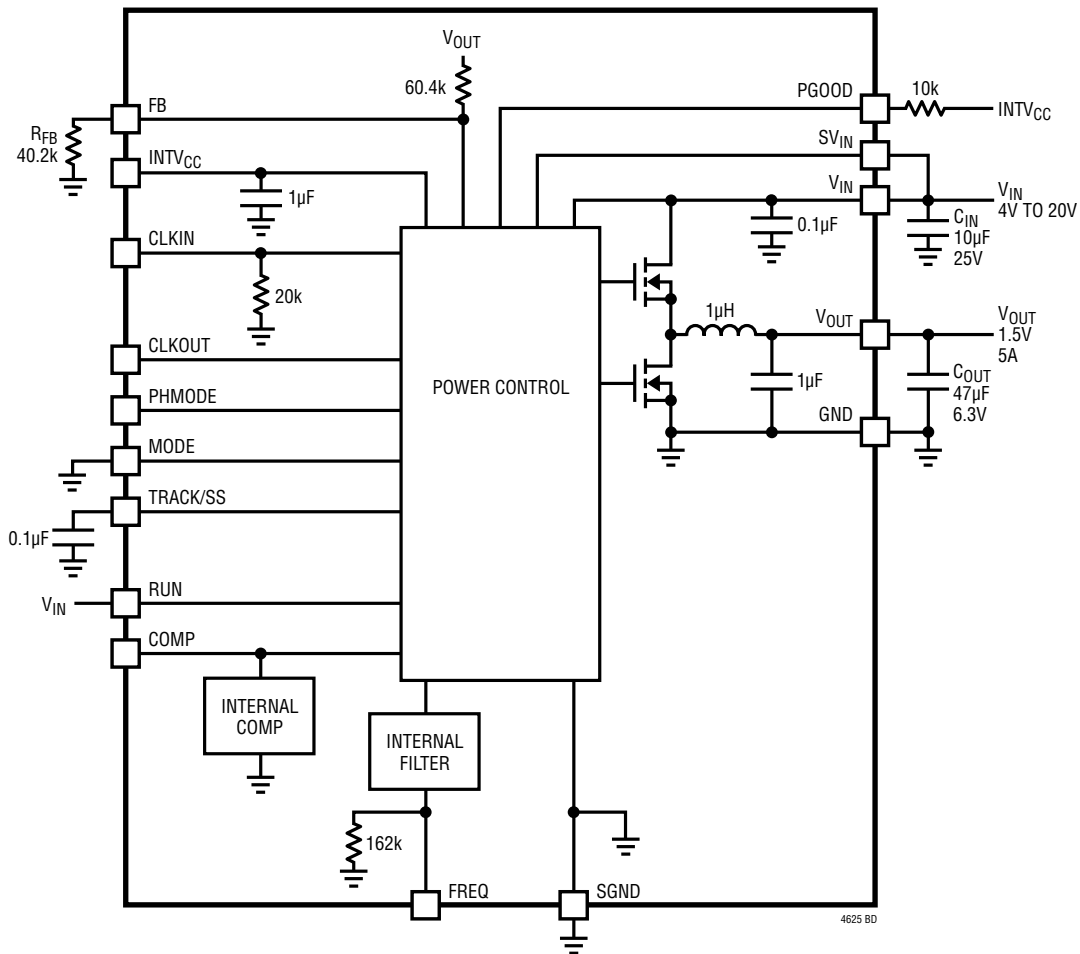 VOUT
60.4k
FB
RFB
40.2k
INTVCC
1µF
CLKIN
20k
CLKOUT
PHMODE
MODE
TRACK/SS
0.1µF
VIN
RUN
COMP
INTERNAL
COMP
POWER CONTROL
INTERNAL
FILTER
162k
FREQ
SGND
PGOOD
10k
INTVCC
SVIN
VIN
VIN
4V TO 20V
0.1µF
CIN
10µF
25V
1µH
VOUT
VOUT
1.5V
5A
1µF
COUT
47µF
6.3V
GND
4625 BD